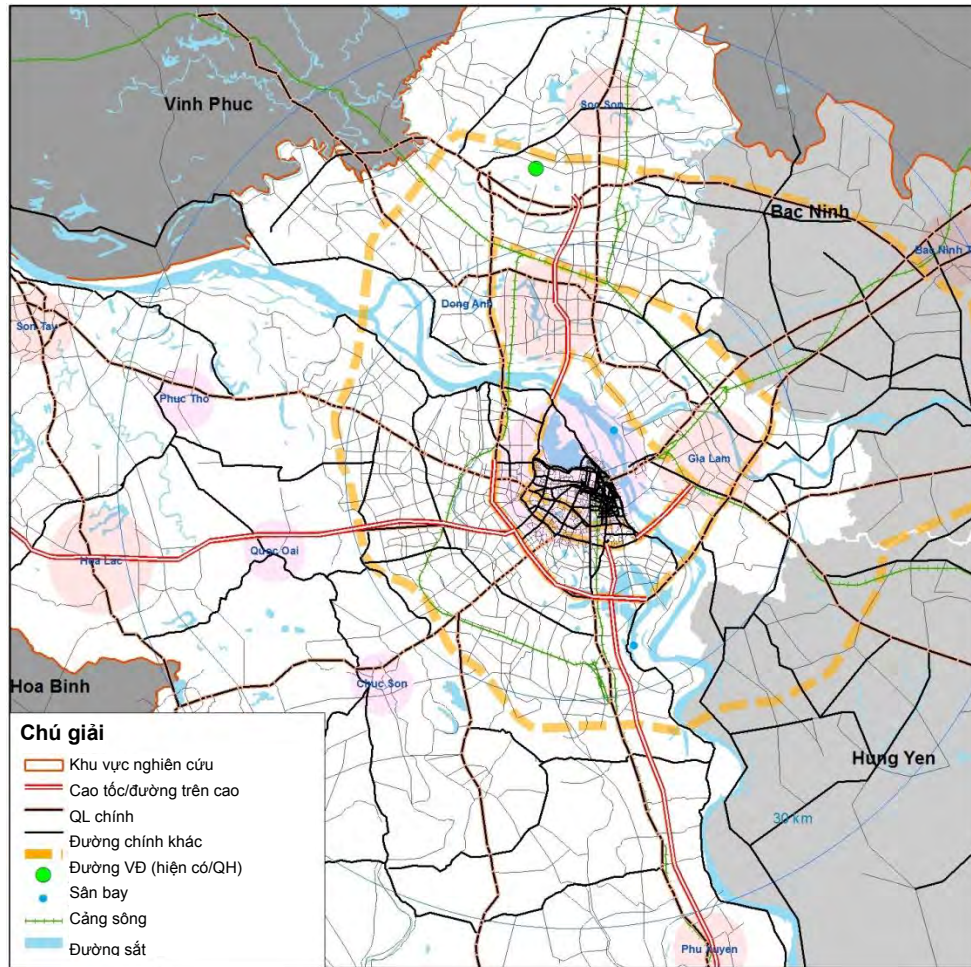 Vinh Phuc
Soc Son
Bac Ninh
Bac Ninh T
Dong Anh
Son Tay
Phuc Tho
Gia Lam
Hoa Lac
Quoc Oai
Chuc Son
Hoa Binh
Hung Yen
30 km
Phu Xuyen
Chú giải
Khu vực nghiên cứu
Cao tốc/đường trên cao
QL chính
Đường chính khác
Đường VĐ (hiện có/QH)
Sân bay
Cảng sông
Đường sắt